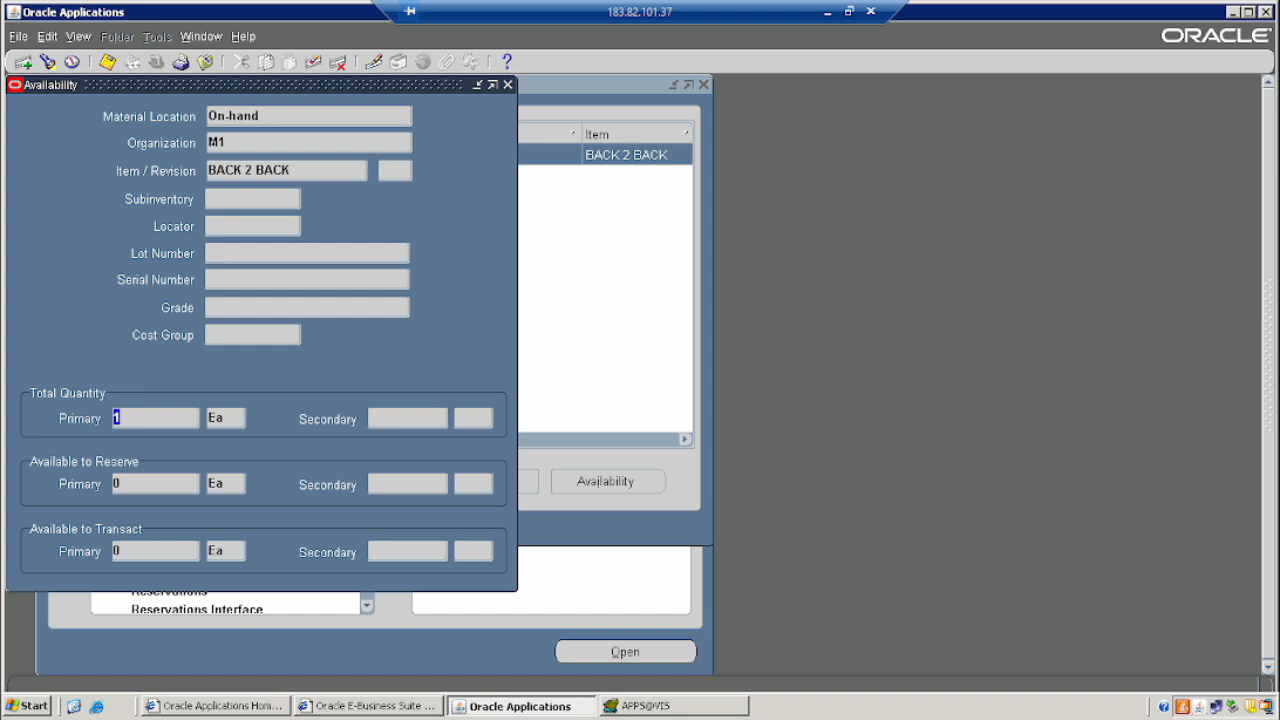 Oracle Applications
183.82.101.37
File Edit View Folder Tools Window Help
ORACLE
Availability
Material Location On-hand
Organization M1
Item / Revision BACK 2 BACK
Subinventory
Locator
Lot Number
Serial Number
Grade
Cost Group
Total Quantity
Primary 1 Ea Secondary
Available to Reserve
Primary 0 Ea Secondary
Available to Transact
Primary 0 Ea Secondary
Item
BACK 2 BACK
Availability
Reservations
Reservations Interface
Open
Start
Oracle Applications Hom...
Oracle E-Business Suite ...
Oracle Applications
APPS@VIS